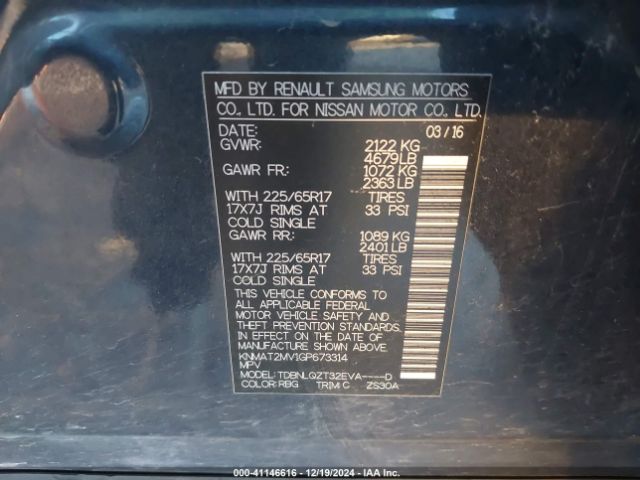 MFD BY RENAULT SAMSUNG MOTORS
CO., LTD. FOR NISSAN MOTOR CO., LTD.
DATE: 03 / 16
GVWR: 2122 KG
4679 LB
GAWR FR: 1072 KG
2363 LB
WITH 225/65R17 TIRES
17X7J RIMS AT 33 PSI
COLD SINGLE
GAWR RR: 1089 KG
2401 LB
WITH 225/65R17 TIRES
17X7J RIMS AT 33 PSI
COLD SINGLE
THIS VEHICLE CONFORMS TO
ALL APPLICABLE FEDERAL
MOTOR VEHICLE SAFETY AND
THEFT PREVENTION STANDARDS
IN EFFECT ON THE DATE OF
MANUFACTURE SHOWN ABOVE.
KNMAT2MV1GP673314
MPV
MODEL: TDBNLQZT32EVA----D
COLOR: RBG TRIM: C ZS30A
00-41146616 - 12/19/2024 - IAA Inc.